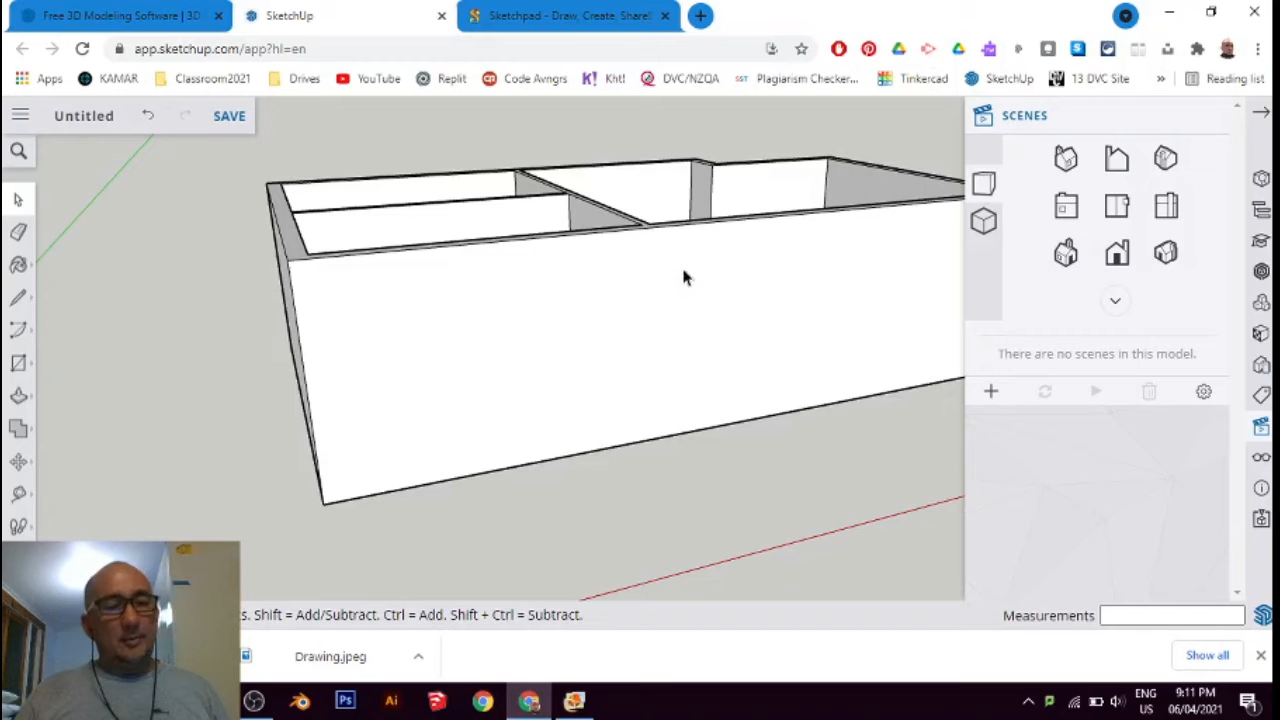 Free 3D Modeling Software | 3D
SketchUp
Sketchpad - Draw, Create, Share!
app.sketchup.com/app?hl=en
Apps
KAMAR
Classroom2021
Drives
YouTube
Replit
Code Avngrs
K! Kht!
DVC/NZQA
SST Plagiarism Checker...
Tinkercad
SketchUp
13 DVC Site
»
Reading list
Untitled
SAVE
SCENES
There are no scenes in this model.
s. Shift = Add/Subtract. Ctrl = Add. Shift + Ctrl = Subtract.
Measurements
Drawing.jpeg
Show all
Ps
Ai
ENG
US
9:11 PM
06/04/2021